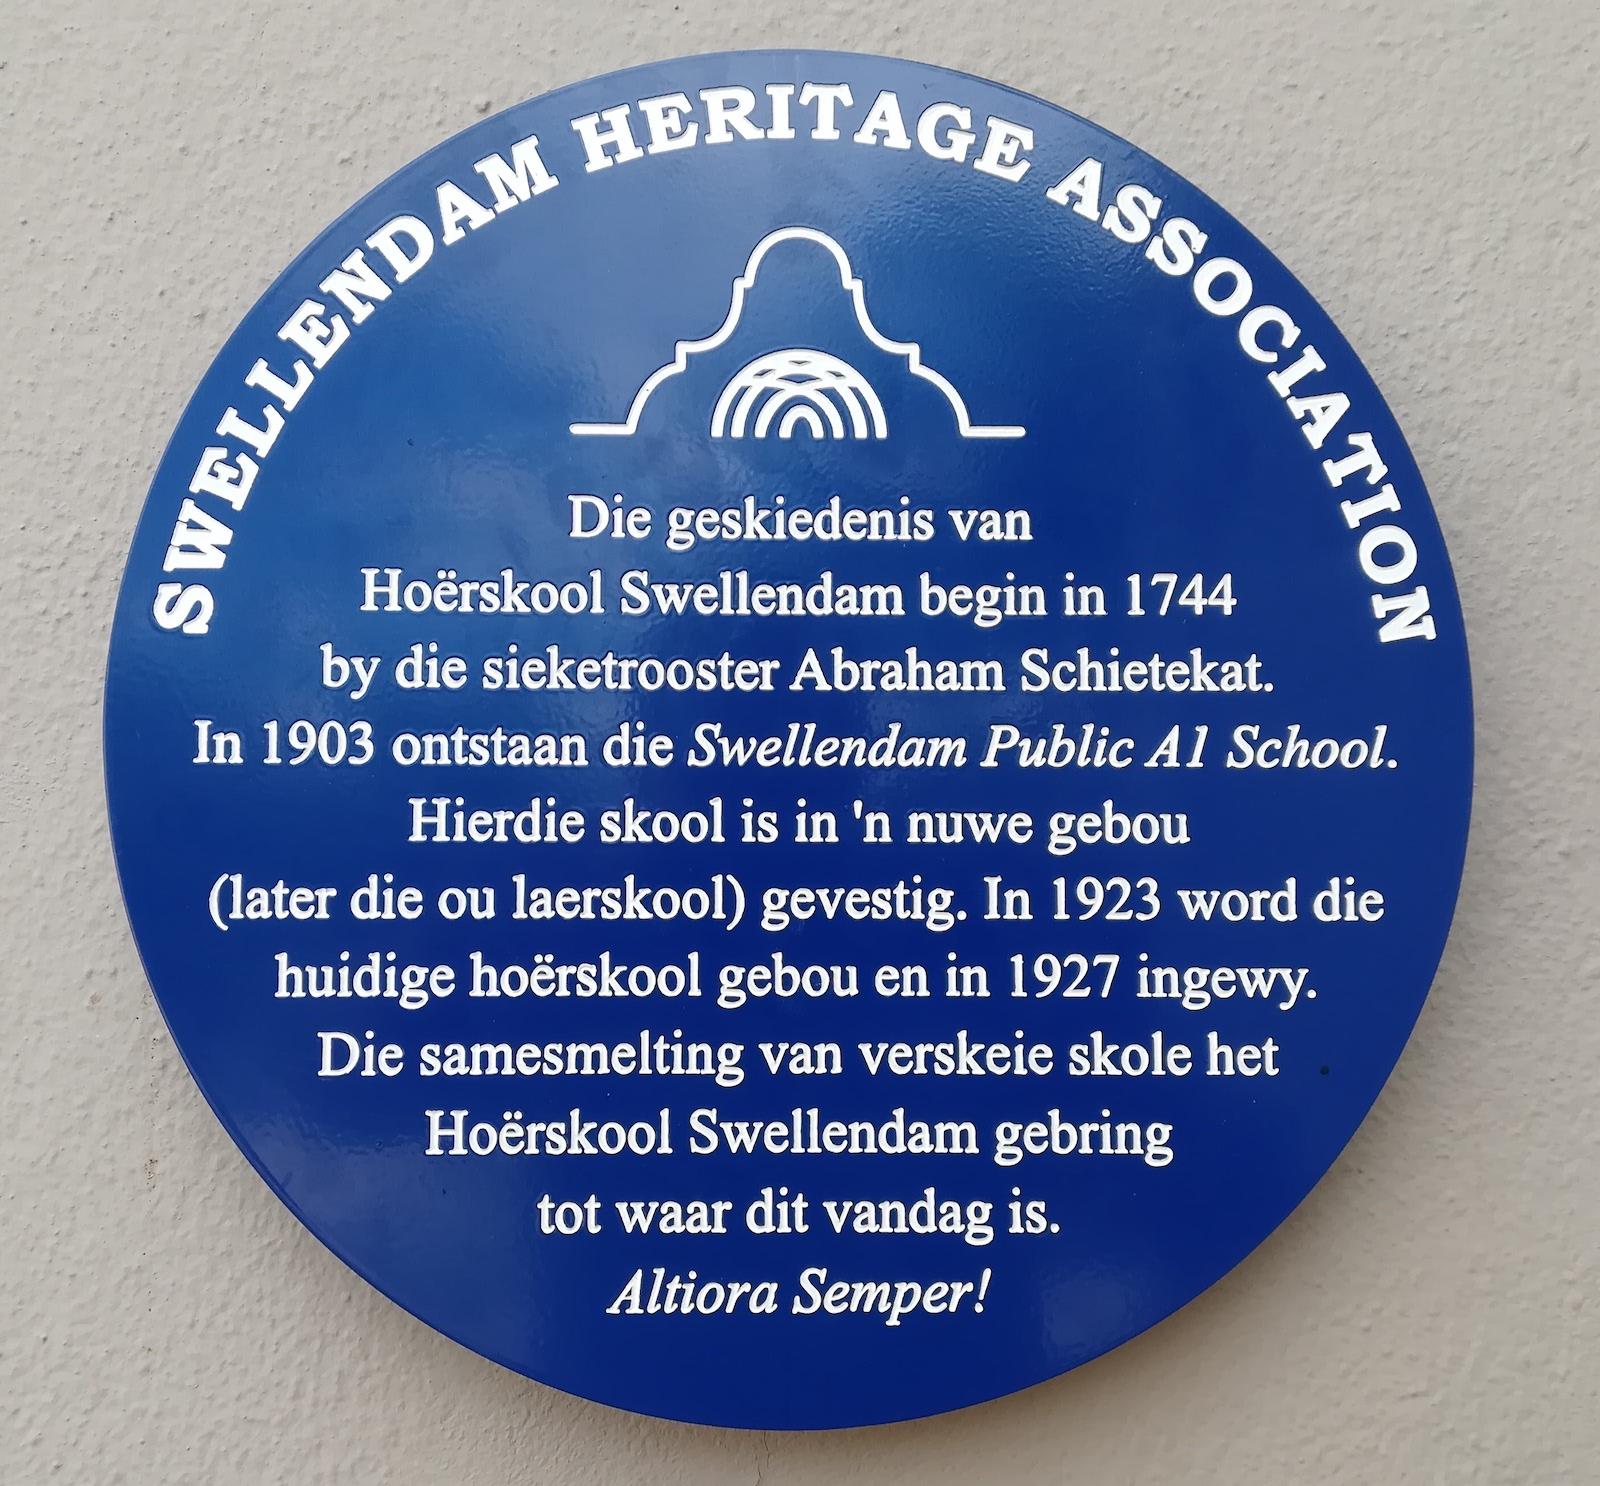 SWELLENDAM HERITAGE ASSOCIATION
Die geskiedenis van
Hoërskool Swellendam begin in 1744
by die sieketrooster Abraham Schietekat.
In 1903 ontstaan die Swellendam Public A1 School.
Hierdie skool is in 'n nuwe gebou
(later die ou laerskool) gevestig. In 1923 word die
huidige hoërskool gebou en in 1927 ingewy.
Die samesmelting van verskeie skole het
Hoërskool Swellendam gebring
tot waar dit vandag is.
Altiora Semper!